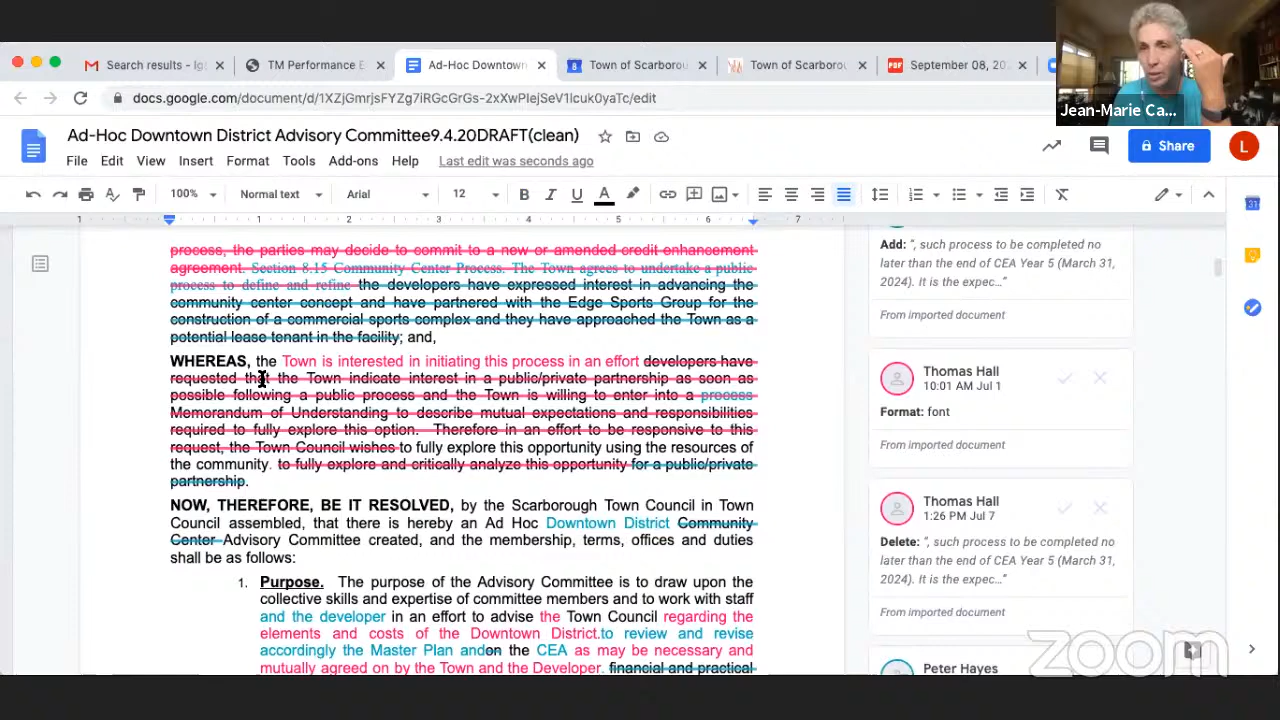 Search results - Ig
TM Performance E
Ad-Hoc Downtown
Town of Scarborou
Town of Scarboro
September 08, 20
docs.google.com/document/d/1XZjGmrjsFYZg7iRGcGrGs-2xXwPIejSeV1lcuk0yaTc/edit
Jean-Marie Ca...
Ad-Hoc Downtown District Advisory Committee9.4.20DRAFT(clean)
File Edit View Insert Format Tools Add-ons Help Last edit was seconds ago
Share
L
100% Normal text Arial 12 B I U A
1 1 2 3 4 5 6 7
process, the parties may decide to commit to a new or amended credit enhancement
agreement. Section 8.15 Community Center Process. The Town agrees to undertake a public
process to define and refine the developers have expressed interest in advancing the
community center concept and have partnered with the Edge Sports Group for the
construction of a commercial sports complex and they have approached the Town as a
potential lease tenant in the facility; and,
WHEREAS, the Town is interested in initiating this process in an effort developers have
requested that the Town indicate interest in a public/private partnership as soon as
possible following a public process and the Town is willing to enter into a process
Memorandum of Understanding to describe mutual expectations and responsibilities
required to fully explore this option. Therefore in an effort to be responsive to this
request, the Town Council wishes to fully explore this opportunity using the resources of
the community. to fully explore and critically analyze this opportunity for a public/private
partnership.
NOW, THEREFORE, BE IT RESOLVED, by the Scarborough Town Council in Town
Council assembled, that there is hereby an Ad Hoc Downtown District Community
Center Advisory Committee created, and the membership, terms, offices and duties
shall be as follows:
1. Purpose. The purpose of the Advisory Committee is to draw upon the
collective skills and expertise of committee members and to work with staff
and the developer in an effort to advise the Town Council regarding the
elements and costs of the Downtown District.to review and revise
accordingly the Master Plan andon the CEA as may be necessary and
mutually agreed on by the Town and the Developer. financial and practical
Add: ", such process to be completed no
later than the end of CEA Year 5 (March 31,
2024). It is the expec..."
From imported document
Thomas Hall
10:01 AM Jul 1
Format: font
From imported document
Thomas Hall
1:26 PM Jul 7
Delete: ", such process to be completed no
later than the end of CEA Year 5 (March 31,
2024). It is the expec..."
From imported document
Peter Hayes
zoom